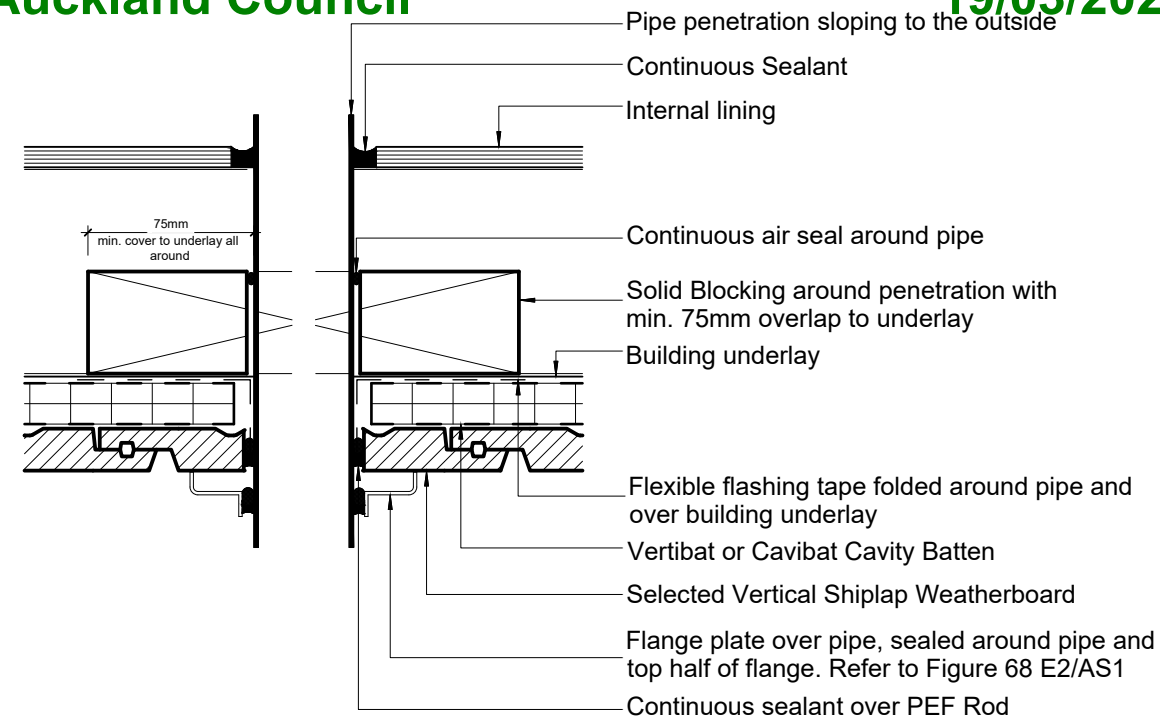 Auckland Council
19/03/202
Pipe penetration sloping to the outside
Continuous Sealant
Internal lining
75mm
min. cover to underlay all
around
Continuous air seal around pipe
Solid Blocking around penetration with
min. 75mm overlap to underlay
Building underlay
Flexible flashing tape folded around pipe and
over building underlay
Vertibat or Cavibat Cavity Batten
Selected Vertical Shiplap Weatherboard
Flange plate over pipe, sealed around pipe and
top half of flange. Refer to Figure 68 E2/AS1
Continuous sealant over PEF Rod